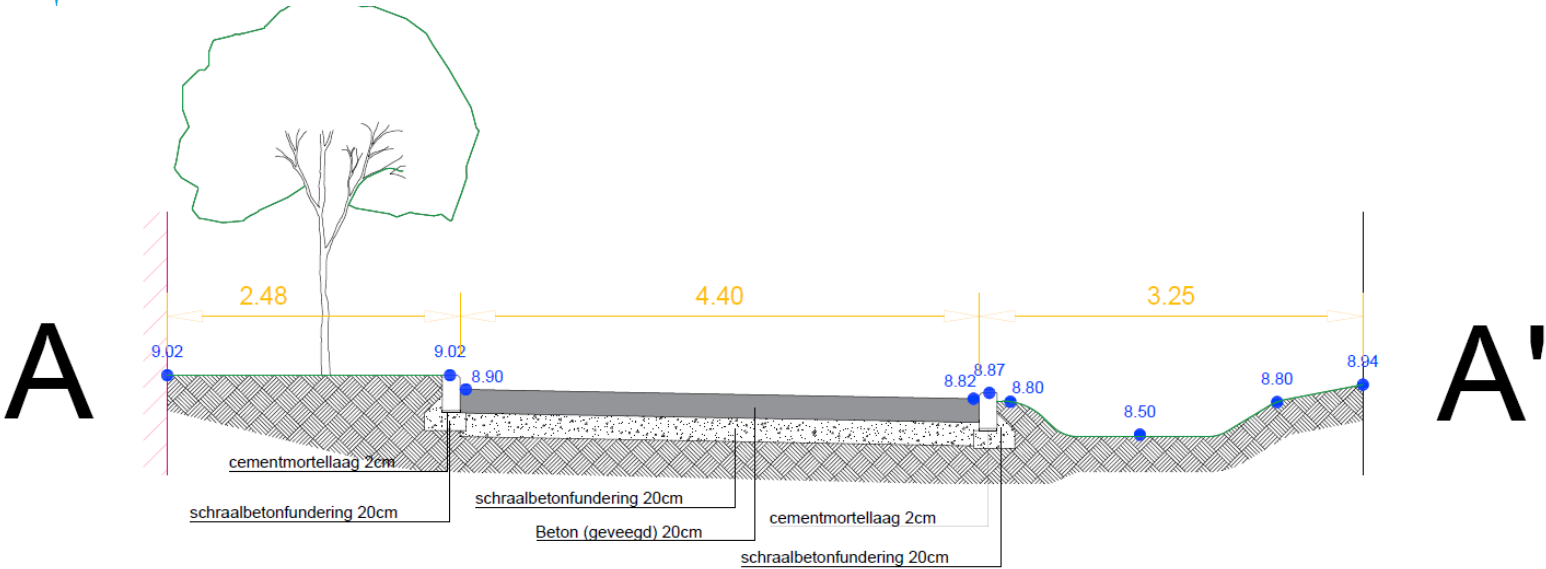 2.48
4.40
3.25
A
A'
9.02
9.02
8.90
8.82
8.87
8.80
8.50
8.80
8.94
cementmortellaag 2cm
schraalbetonfundering 20cm
schraalbetonfundering 20cm
Beton (geveegd) 20cm
cementmortellaag 2cm
schraalbetonfundering 20cm